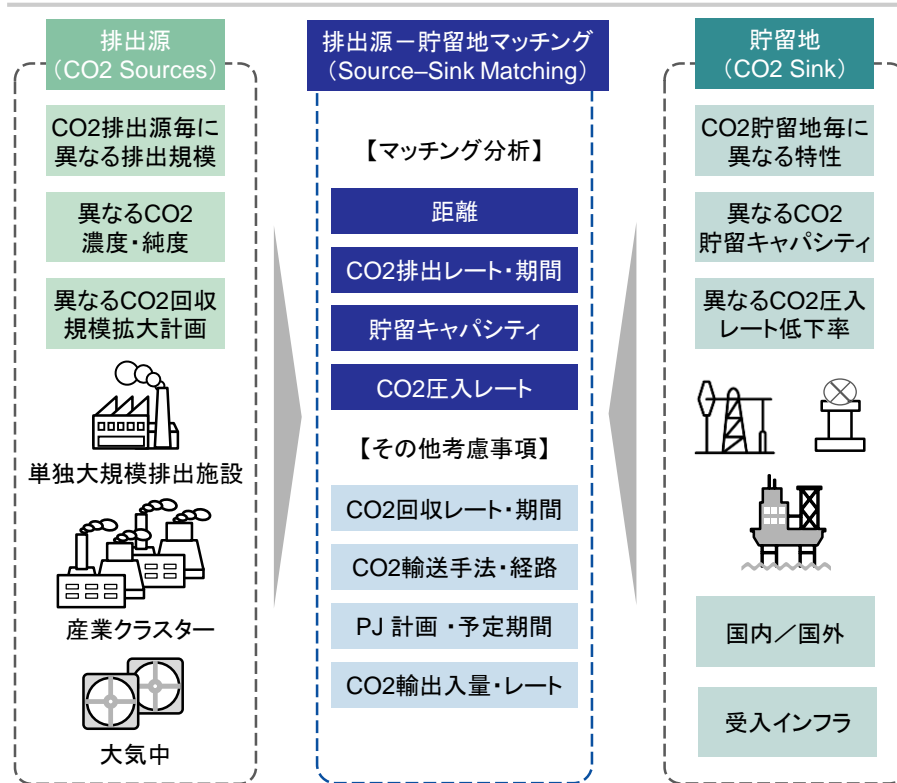 排出源
（CO2 Sources）
CO2排出源毎に
異なる排出規模
異なるCO2
濃度・純度
異なるCO2回収
規模拡大計画
単独大規模排出施設
産業クラスター
大気中
排出源－貯留地マッチング
（Source–Sink Matching）
【マッチング分析】
距離
CO2排出レート・期間
貯留キャパシティ
CO2圧入レート
【その他考慮事項】
CO2回収レート・期間
CO2輸送手法・経路
PJ 計画 ・予定期間
CO2輸出入量・レート
貯留地
（CO2 Sink）
CO2貯留地毎に
異なる特性
異なるCO2
貯留キャパシティ
異なるCO2圧入
レート低下率
国内／国外
受入インフラ